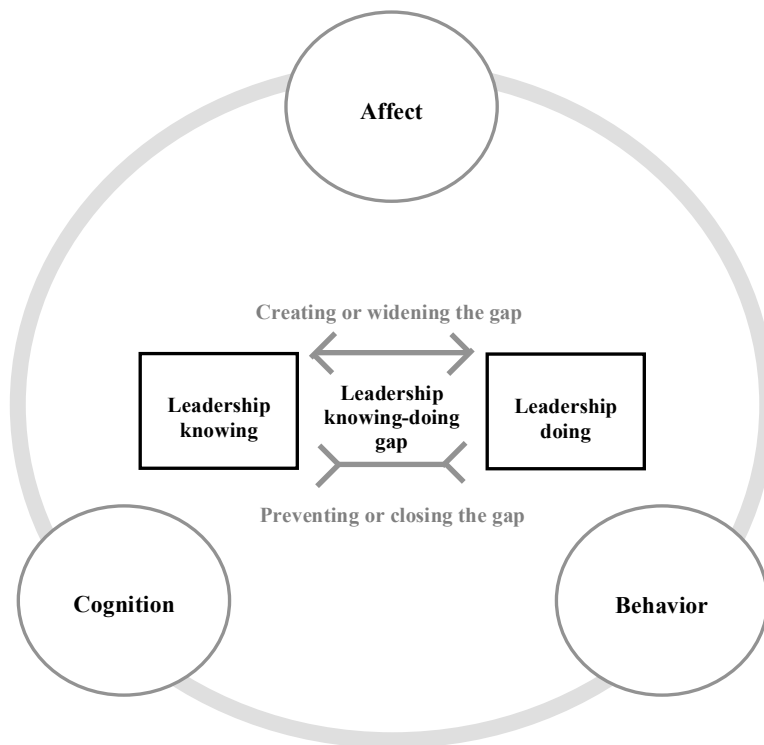 Affect
Creating or widening the gap
Leadership
knowing
Leadership
knowing-doing
gap
Leadership
doing
Preventing or closing the gap
Cognition
Behavior